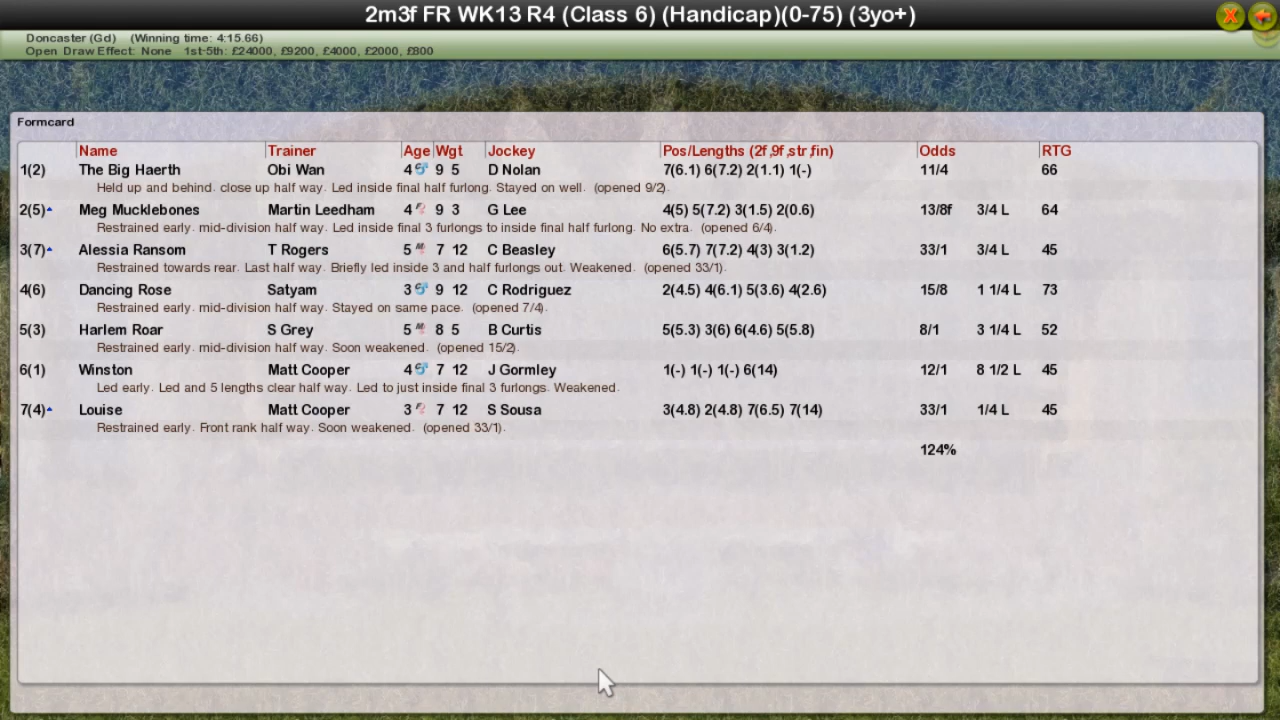 2m3f FR WK13 R4 (Class 6) (Handicap)(0-75) (3yo+)
Doncaster (Gd) (Winning time: 4:15.66)
Open Draw Effect: None 1st-5th: £24000, £9200, £4000, £2000, £800
Formcard
Name Trainer Age Wgt Jockey Pos/Lengths (2f,9f,str,fin) Odds RTG
1(2) The Big Haerth Obi Wan 4 9 5 D Nolan 7(6.1) 6(7.2) 2(1.1) 1(-) 11/4 66
Held up and behind. close up half way. Led inside final half furlong. Stayed on well. (opened 9/2).
2(5) Meg Mucklebones Martin Leedham 4 9 3 G Lee 4(5) 5(7.2) 3(1.5) 2(0.6) 13/8f 3/4 L 64
Restrained early. mid-division half way. Led inside final 3 furlongs to inside final half furlong. No extra. (opened 6/4).
3(7) Alessia Ransom T Rogers 5 7 12 C Beasley 6(5.7) 7(7.2) 4(3) 3(1.2) 33/1 3/4 L 45
Restrained towards rear. Last half way. Briefly led inside 3 and half furlongs out. Weakened. (opened 33/1).
4(6) Dancing Rose Satyam 3 9 12 C Rodriguez 2(4.5) 4(6.1) 5(3.6) 4(2.6) 15/8 1 1/4 L 73
Restrained early. mid-division half way. Stayed on same pace. (opened 7/4).
5(3) Harlem Roar S Grey 5 8 5 B Curtis 5(5.3) 3(6) 6(4.6) 5(5.8) 8/1 3 1/4 L 52
Restrained early. mid-division half way. Soon weakened. (opened 15/2).
6(1) Winston Matt Cooper 4 7 12 J Gormley 1(-) 1(-) 1(-) 6(14) 12/1 8 1/2 L 45
Led early. Led and 5 lengths clear half way. Led to just inside final 3 furlongs. Weakened.
7(4) Louise Matt Cooper 3 7 12 S Sousa 3(4.8) 2(4.8) 7(6.5) 7(14) 33/1 1/4 L 45
Restrained early. Front rank half way. Soon weakened. (opened 33/1).
124%